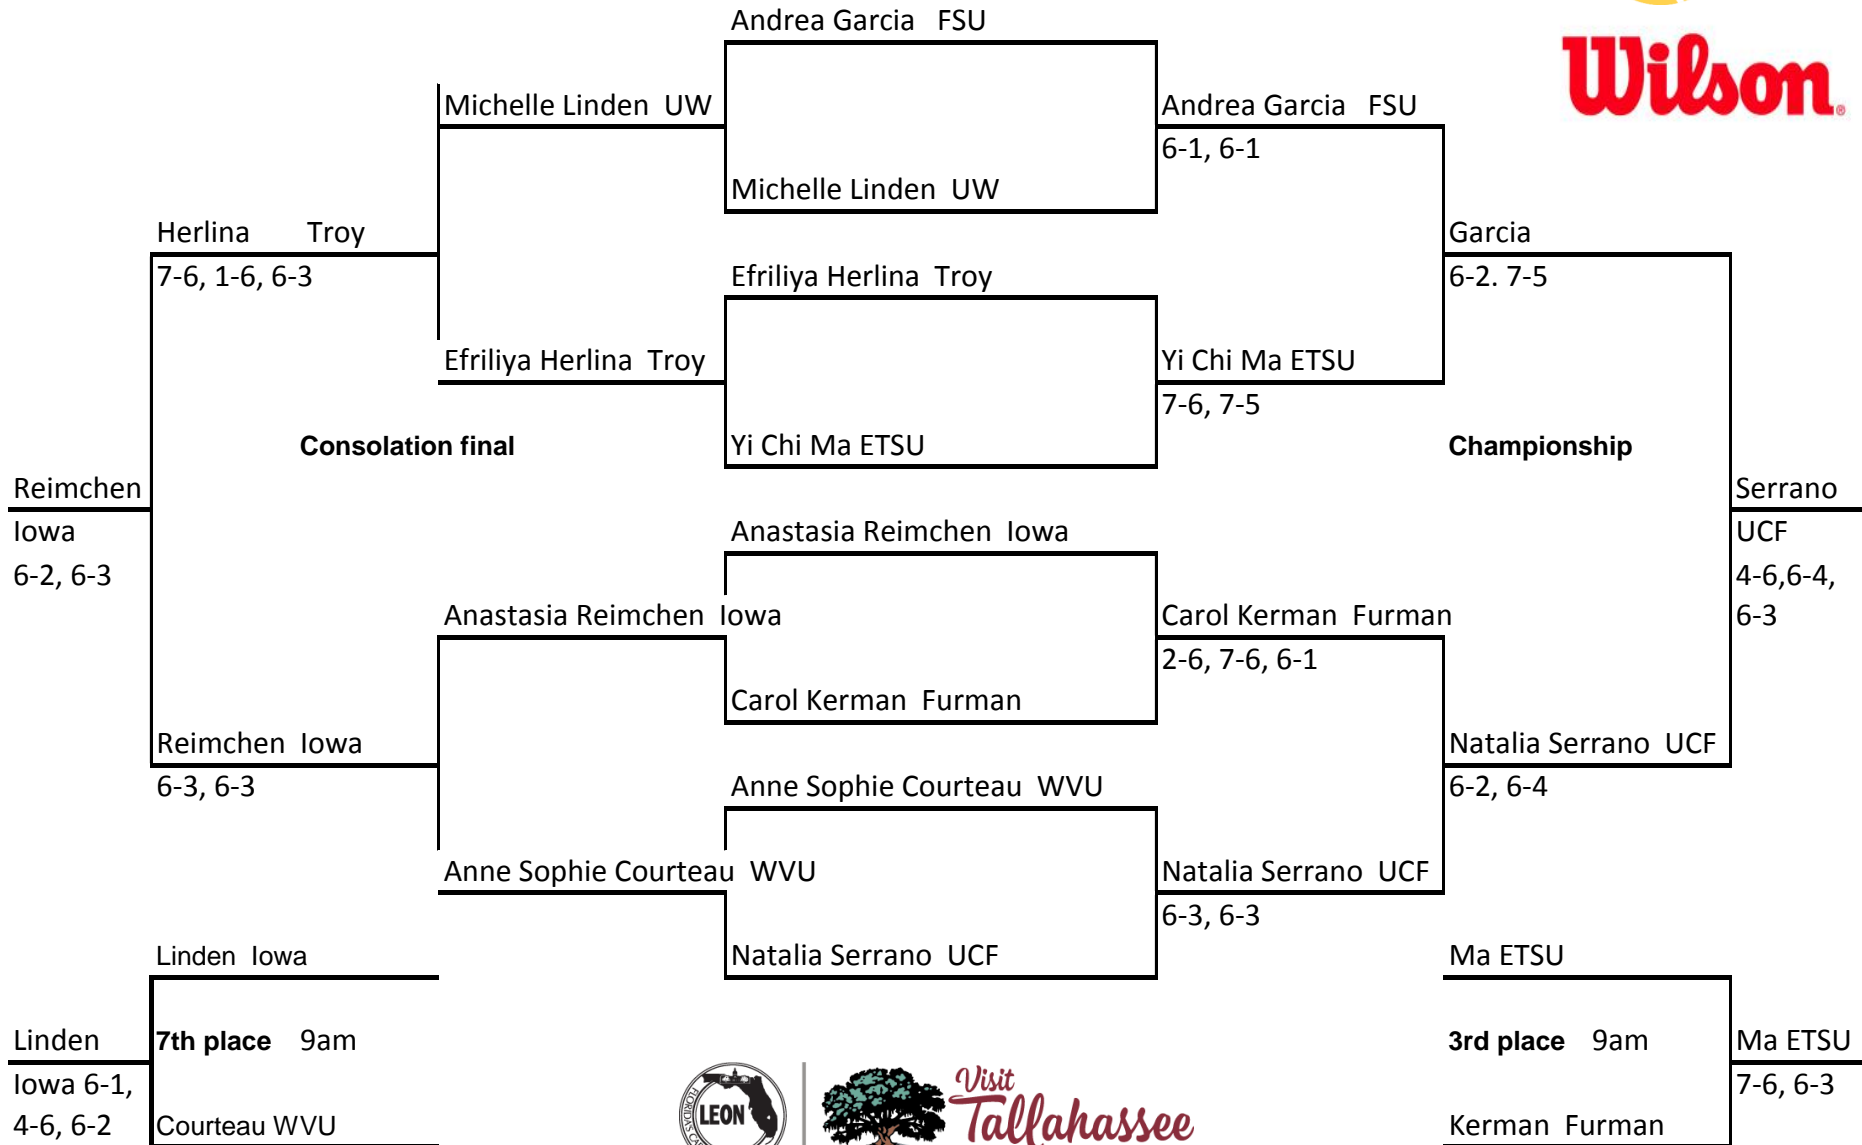 Andrea Garcia FSU
Wilson
Michelle Linden UW
Andrea Garcia FSU
6-1, 6-1
Michelle Linden UW
Herlina Troy
Garcia
7-6, 1-6, 6-3
Efriliya Herlina Troy
6-2. 7-5
Efriliya Herlina Troy
Yi Chi Ma ETSU
7-6, 7-5
Consolation final
Yi Chi Ma ETSU
Championship
Reimchen
Serrano
Iowa
Anastasia Reimchen Iowa
UCF
6-2, 6-3
4-6,6-4,
Anastasia Reimchen Iowa
Carol Kerman Furman
6-3
2-6, 7-6, 6-1
Carol Kerman Furman
Reimchen Iowa
Natalia Serrano UCF
6-3, 6-3
Anne Sophie Courteau WVU
6-2, 6-4
Anne Sophie Courteau WVU
Natalia Serrano UCF
6-3, 6-3
Linden Iowa
Natalia Serrano UCF
Ma ETSU
Linden
7th place 9am
3rd place 9am
Ma ETSU
Iowa 6-1,
LEON
Visit
Tallahassee
7-6, 6-3
4-6, 6-2
Courteau WVU
Kerman Furman